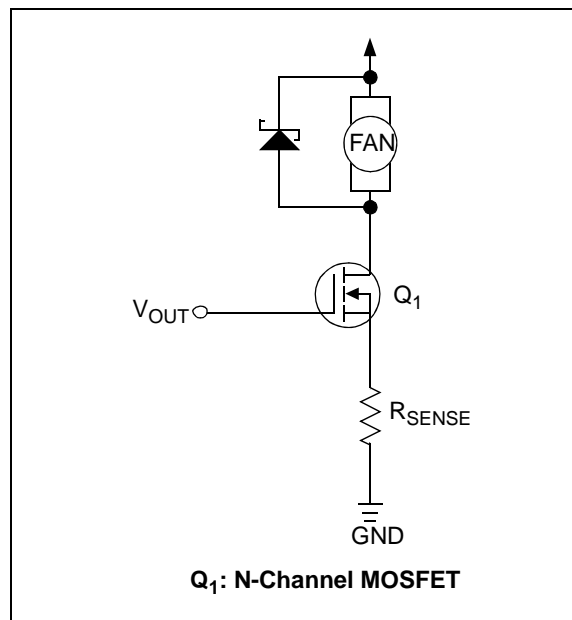 FAN
Q1
VOUT
RSENSE
GND
Q1: N-Channel MOSFET